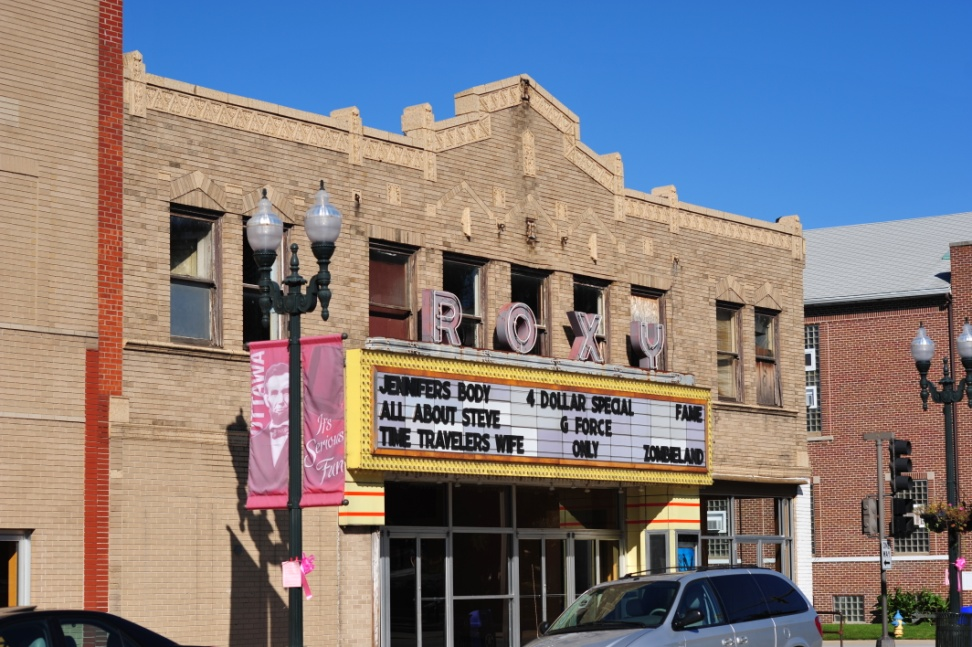 ROXY
JENNIFERS BODY 4 DOLLAR SPECIAL FAME
ALL ABOUT STEVE G FORCE
TIME TRAVELERS WIFE ONLY ZOMBIELAND
OTTAWA
It's
Serious
Fun!